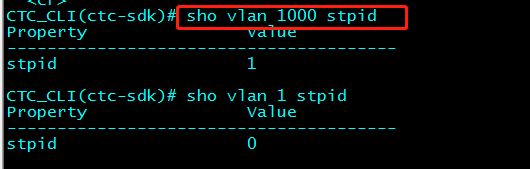 <cr>
CTC_CLI(ctc-sdk)# sho vlan 1000 stpid
Property Value
----------------------------------------
stpid 1
CTC_CLI(ctc-sdk)# sho vlan 1 stpid
Property Value
----------------------------------------
stpid 0